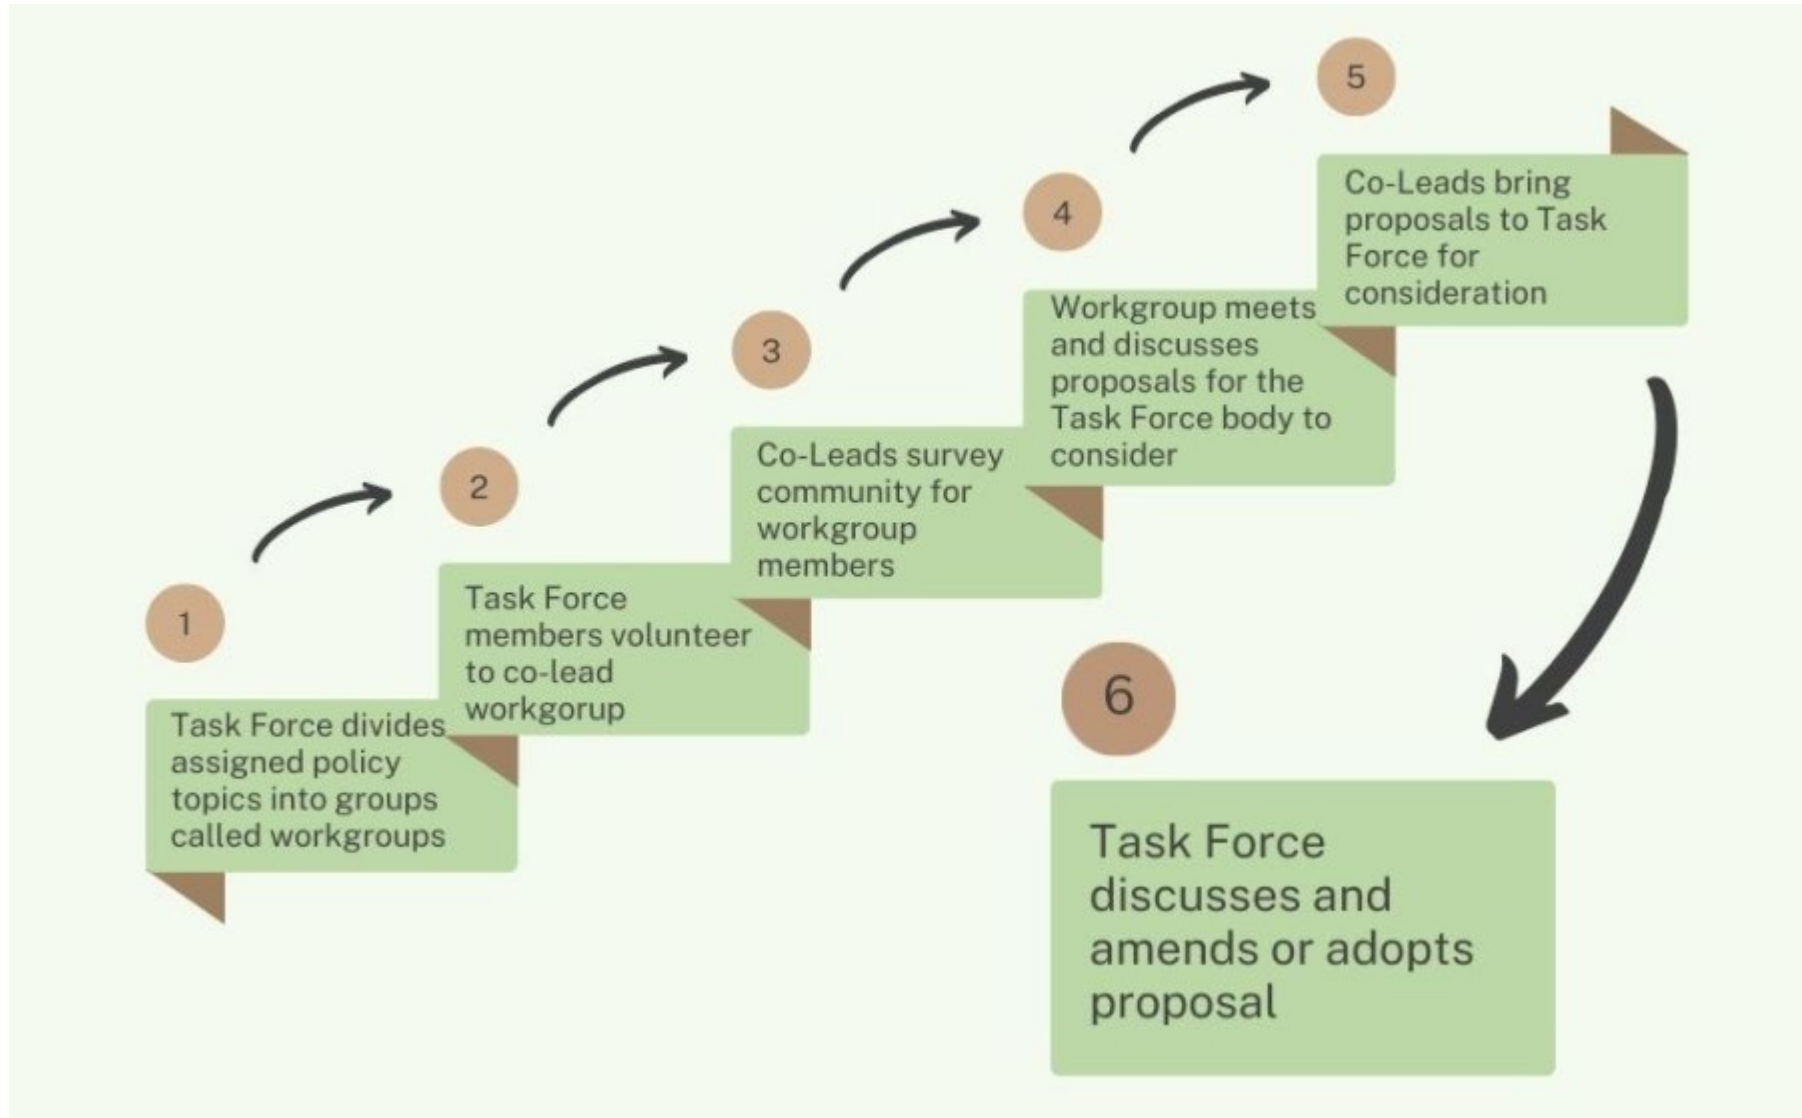 1
Task Force divides
assigned policy
topics into groups
called workgroups
2
Task Force
members volunteer
to co-lead
workgorup
3
Co-Leads survey
community for
workgroup
members
4
Workgroup meets
and discusses
proposals for the
Task Force body to
consider
5
Co-Leads bring
proposals to Task
Force for
consideration
6
Task Force
discusses and
amends or adopts
proposal